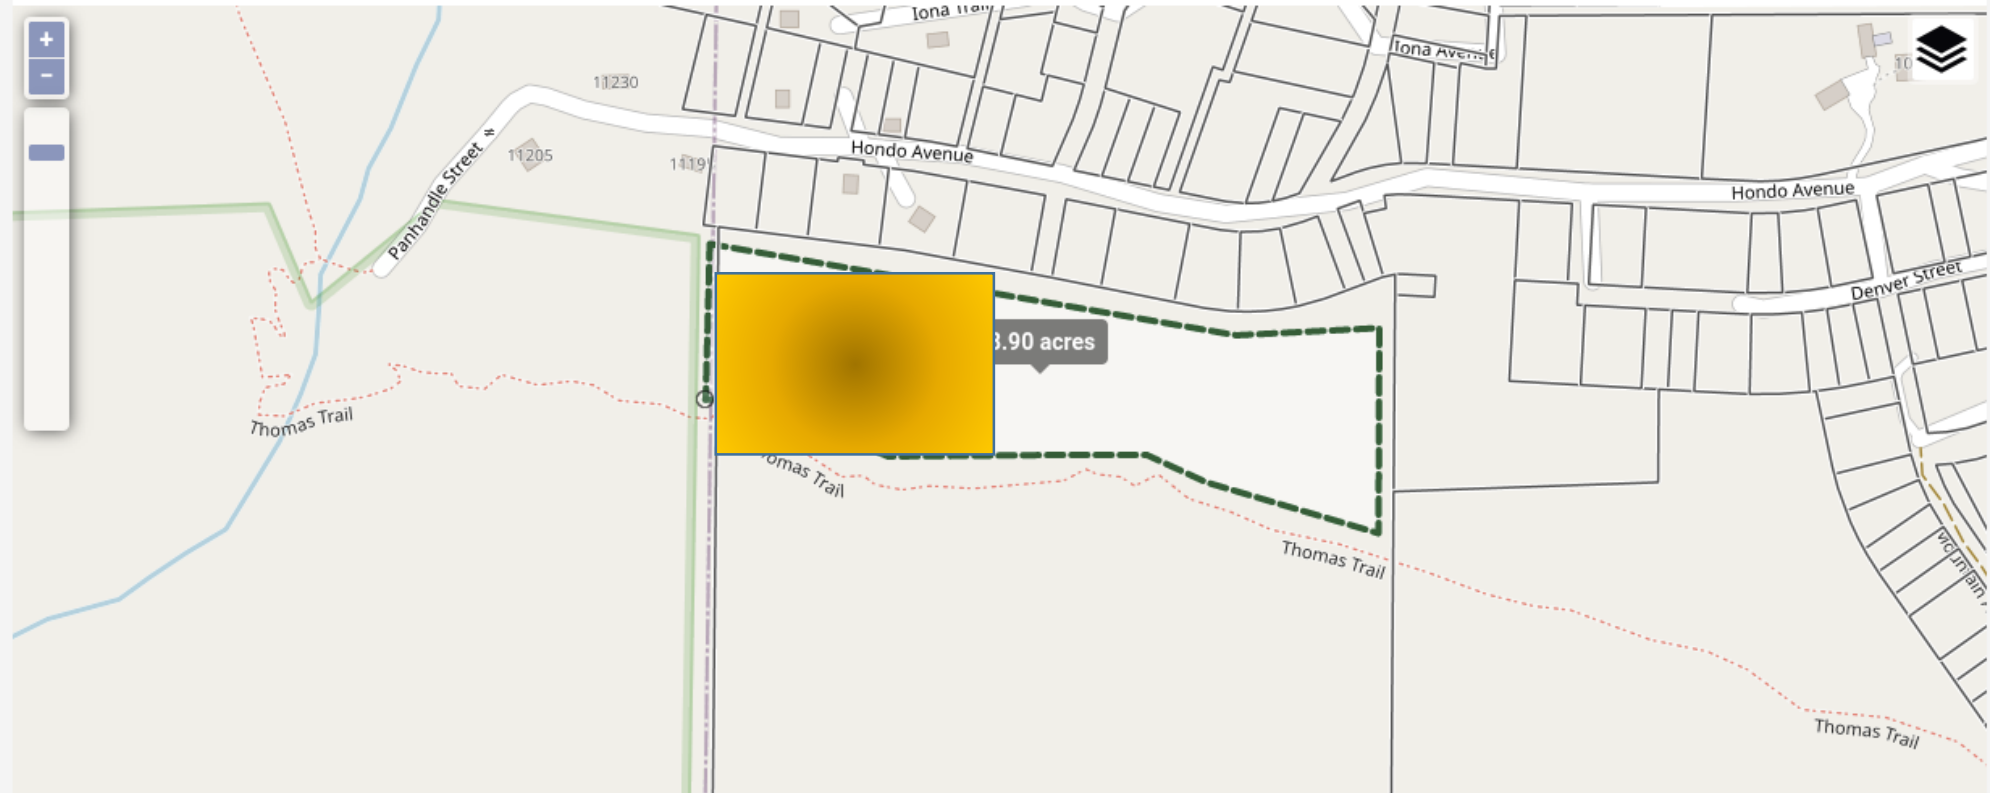 +
−
Iona Trail
Iona Avenue
11230
11205
Hondo Avenue
Panhandle Street
Hondo Avenue
Denver Street
.90 acres
Thomas Trail
Trail
Thomas Trail
Thomas Trail